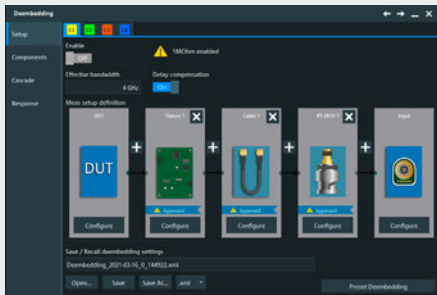 Deembedding
Setup
Components
Cascade
Response
C1 C2 C3 C4
Enable
Off
1MOhm enabled
Effective bandwidth
4 GHz
Delay compensation
On
Meas setup definition
DUT
Fixture 1
Cable 1
Input
DUT
Bypassed
Bypassed
Bypassed
Configure
Configure
Configure
Configure
Configure
Save / Recall deembedding settings
Deembedding_2021-03-16_0_144922.xml
Open...
Save
Save As...
.xml
Preset Deembedding